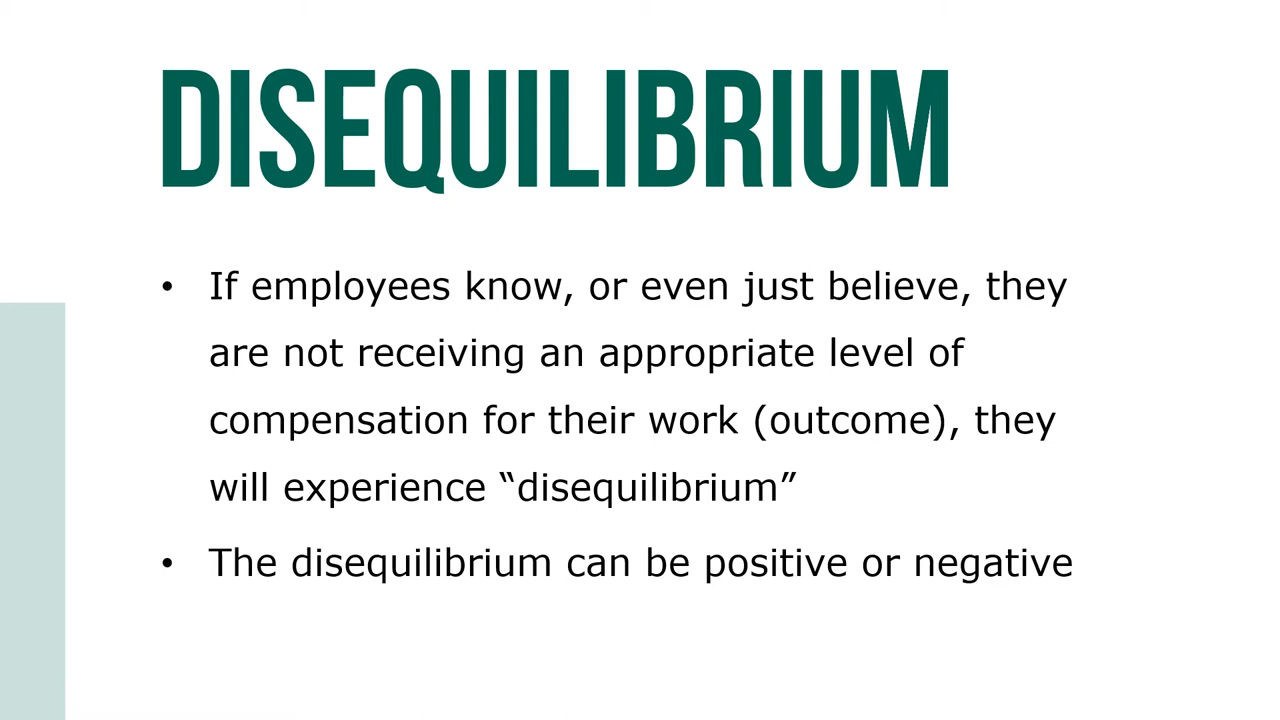 DISEQUILIBRIUM
• If employees know, or even just believe, they
are not receiving an appropriate level of
compensation for their work (outcome), they
will experience “disequilibrium”
• The disequilibrium can be positive or negative